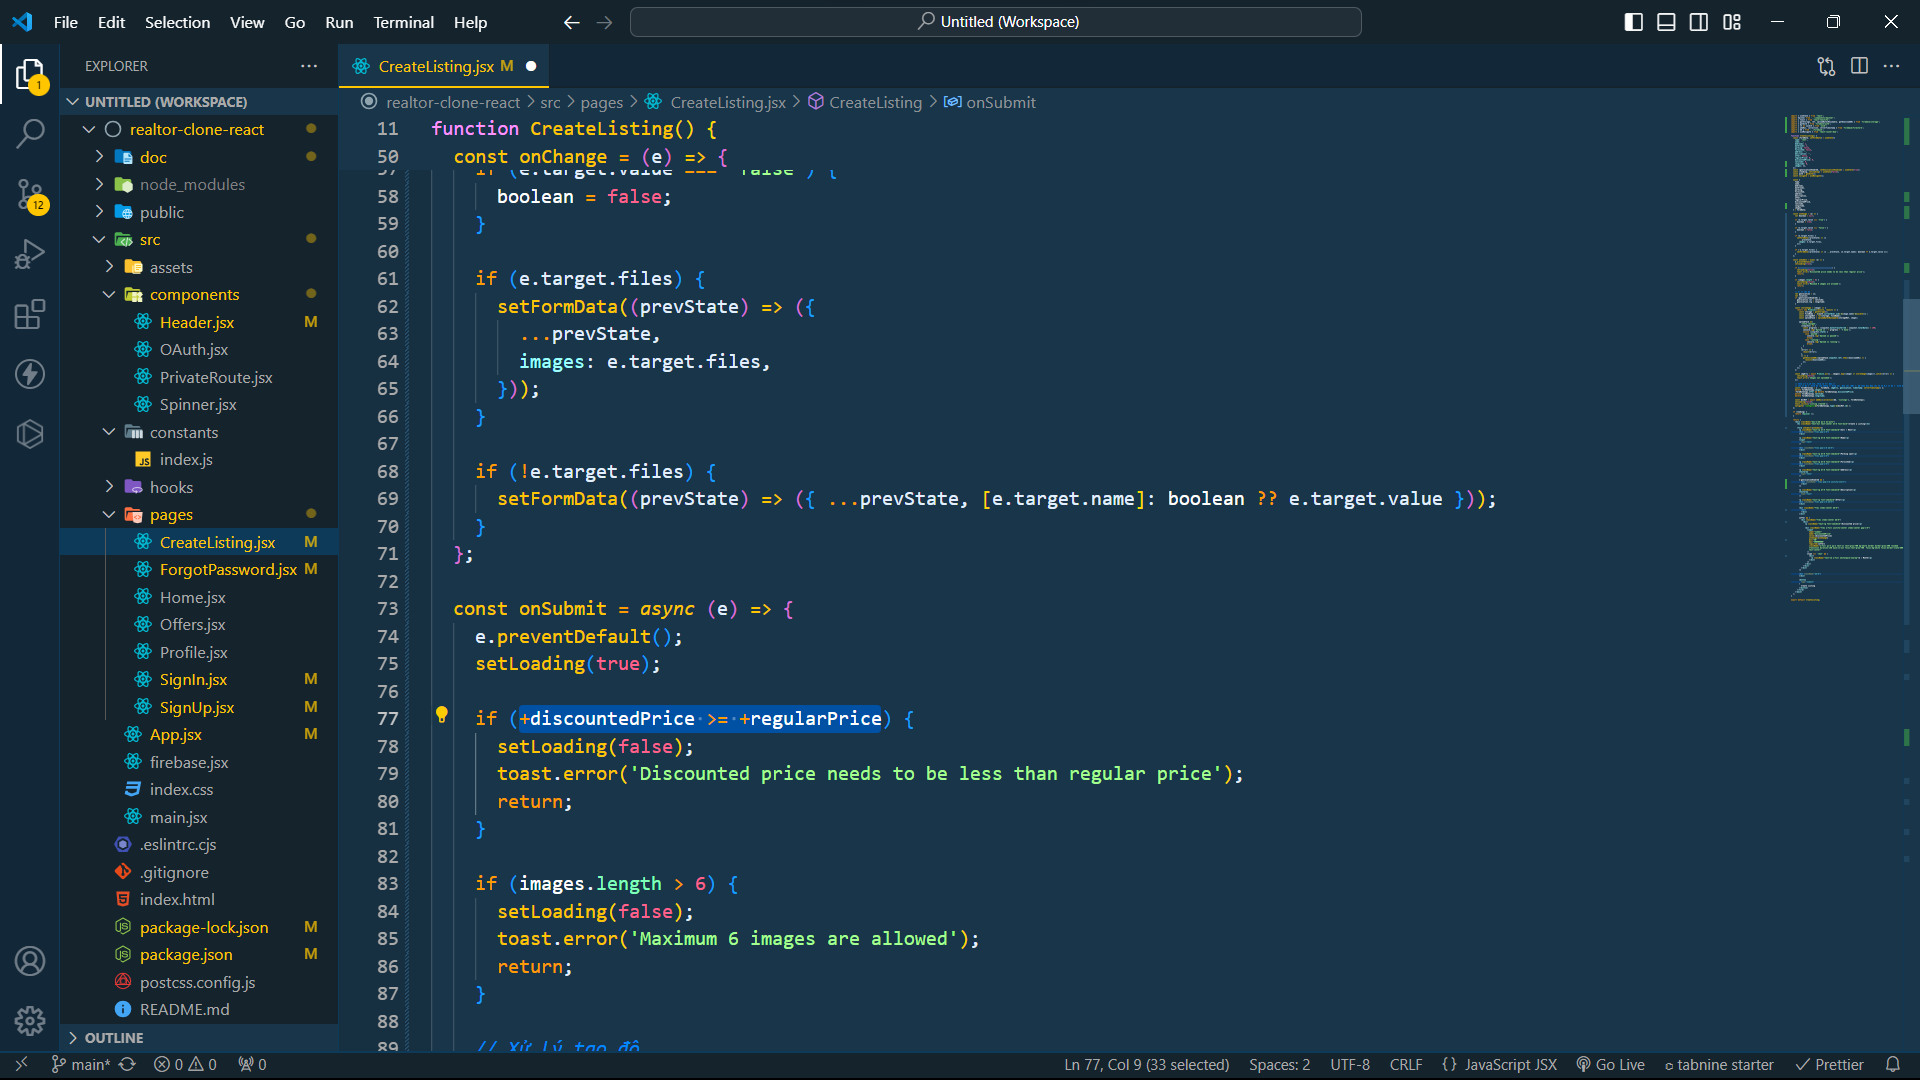 File Edit Selection View Go Run Terminal Help
Untitled (Workspace)
EXPLORER
UNTITLED (WORKSPACE)
realtor-clone-react
doc
node_modules
public
src
assets
components
Header.jsx M
OAuth.jsx
PrivateRoute.jsx
Spinner.jsx
constants
index.js
hooks
pages
CreateListing.jsx M
ForgotPassword.jsx M
Home.jsx
Offers.jsx
Profile.jsx
SignIn.jsx M
SignUp.jsx M
App.jsx M
firebase.jsx
index.css
main.jsx
.eslintrc.cjs
.gitignore
index.html
package-lock.json M
package.json M
postcss.config.js
README.md
OUTLINE
1
12
CreateListing.jsx M
realtor-clone-react > src > pages > CreateListing.jsx > CreateListing > onSubmit
11 function CreateListing() {
50 const onChange = (e) => {
57 if (e.target.value === 'false') {
58 boolean = false;
59 }
60
61 if (e.target.files) {
62 setFormData((prevState) => ({
63 ...prevState,
64 images: e.target.files,
65 }));
66 }
67
68 if (!e.target.files) {
69 setFormData((prevState) => ({ ...prevState, [e.target.name]: boolean ?? e.target.value }));
70 }
71 };
72
73 const onSubmit = async (e) => {
74 e.preventDefault();
75 setLoading(true);
76
77 if (+discountedPrice >= +regularPrice) {
78 setLoading(false);
79 toast.error('Discounted price needs to be less than regular price');
80 return;
81 }
82
83 if (images.length > 6) {
84 setLoading(false);
85 toast.error('Maximum 6 images are allowed');
86 return;
87 }
88
89 // Xử lý tạo độ
main* 0 0 0
Ln 77, Col 9 (33 selected) Spaces: 2 UTF-8 CRLF {} JavaScript JSX Go Live tabnine starter Prettier